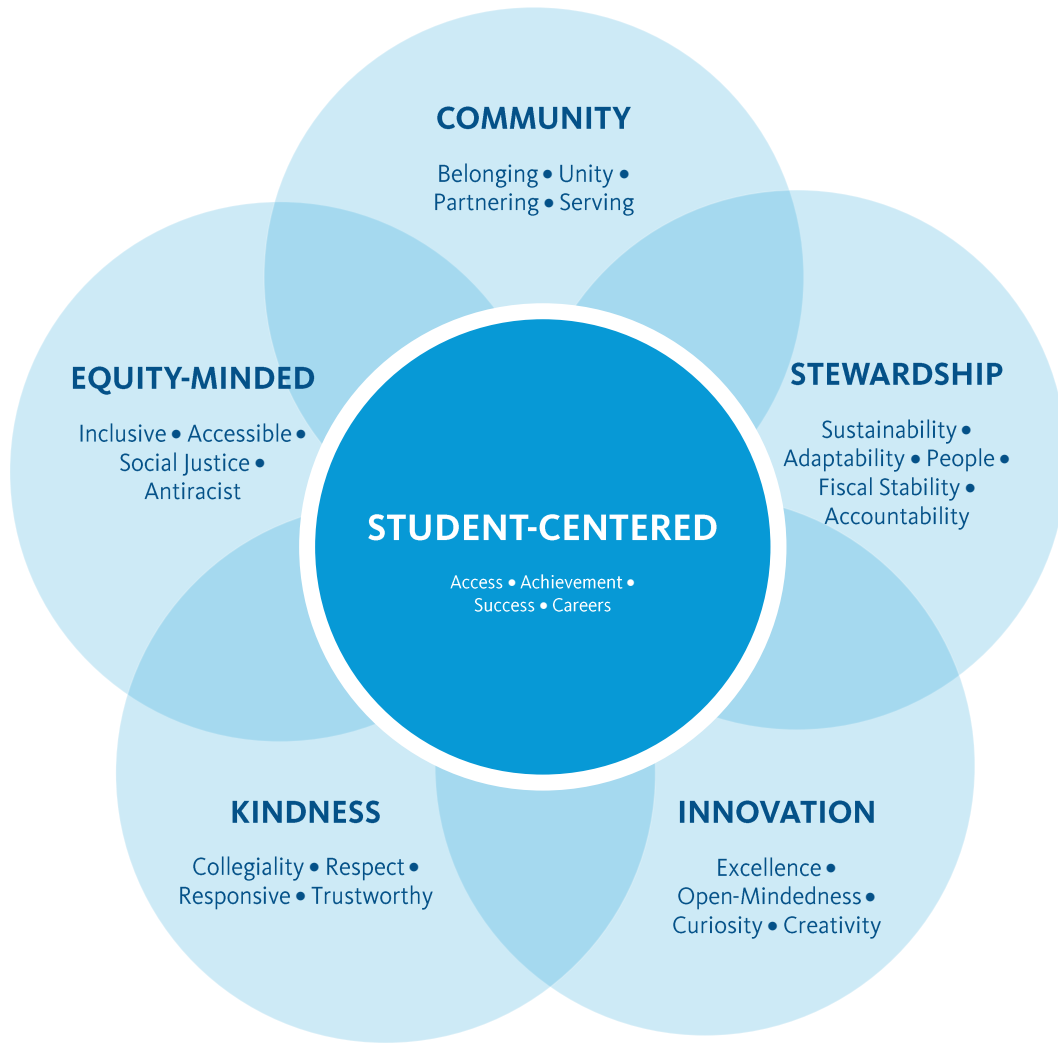 COMMUNITY
Belonging • Unity •
Partnering • Serving
EQUITY-MINDED
Inclusive • Accessible •
Social Justice •
Antiracist
STEWARDSHIP
Sustainability •
Adaptability • People •
Fiscal Stability •
Accountability
STUDENT-CENTERED
Access • Achievement •
Success • Careers
KINDNESS
Collegiality • Respect •
Responsive • Trustworthy
INNOVATION
Excellence •
Open-Mindedness •
Curiosity • Creativity